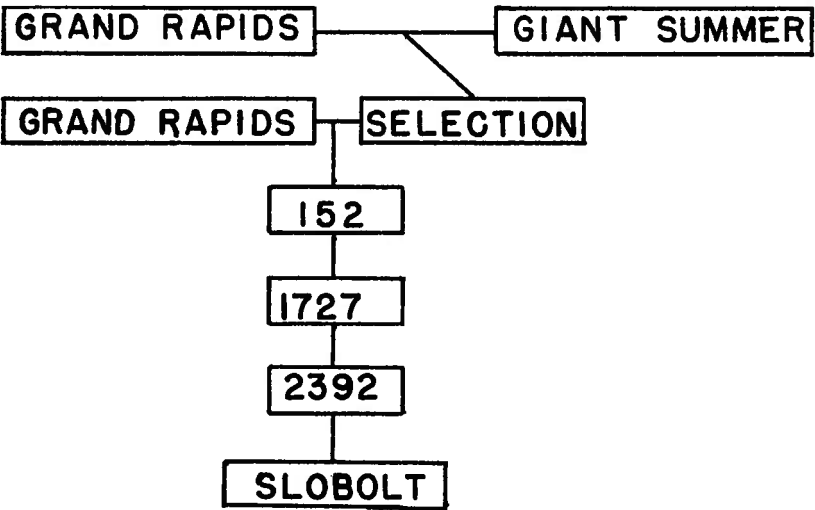 GRAND RAPIDS GIANT SUMMER
GRAND RAPIDS SELECTION
152
1727
2392
SLOBOLT